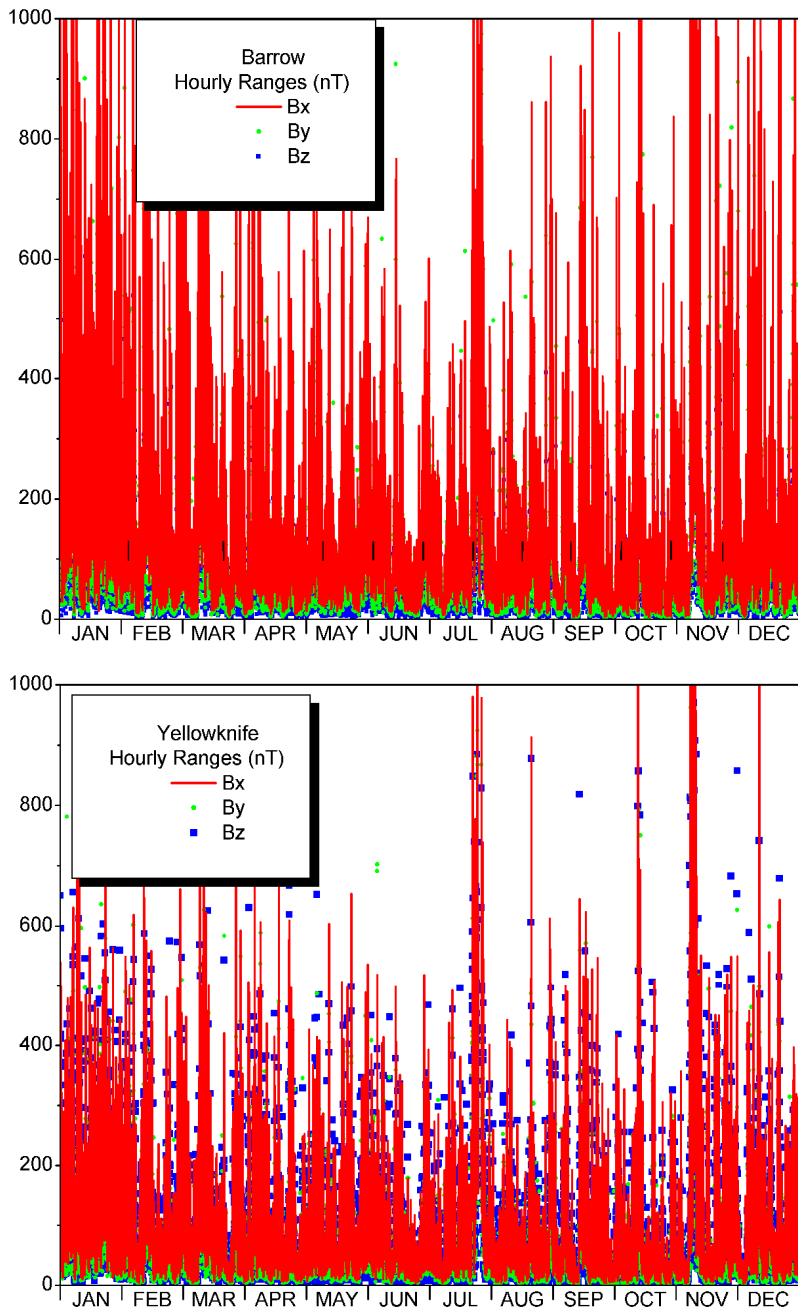 1000
800
600
400
200
0
Barrow
Hourly Ranges (nT)
Bx
By
Bz
JAN FEB MAR APR MAY JUN JUL AUG SEP OCT NOV DEC
1000
800
600
400
200
0
Yellowknife
Hourly Ranges (nT)
Bx
By
Bz
JAN FEB MAR APR MAY JUN JUL AUG SEP OCT NOV DEC